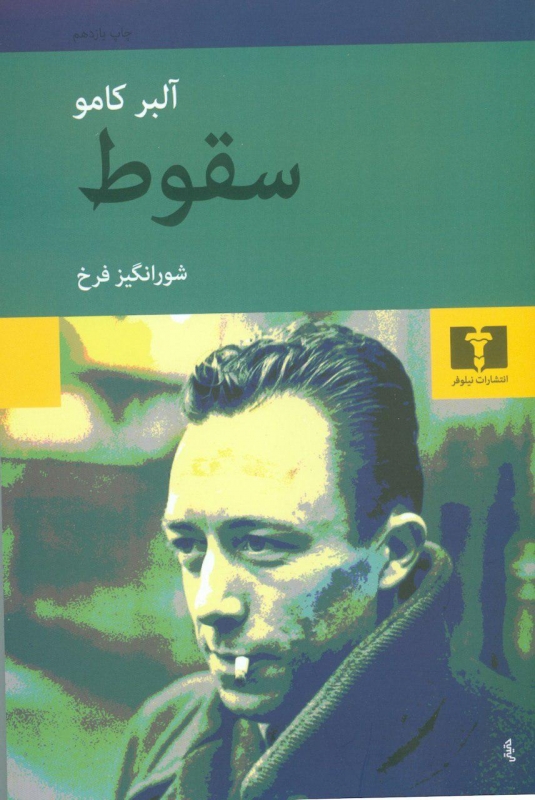 چاپ یازدهم
آلبر کامو
سقوط
شورانگیز فرخ
انتشارات نیلوفر